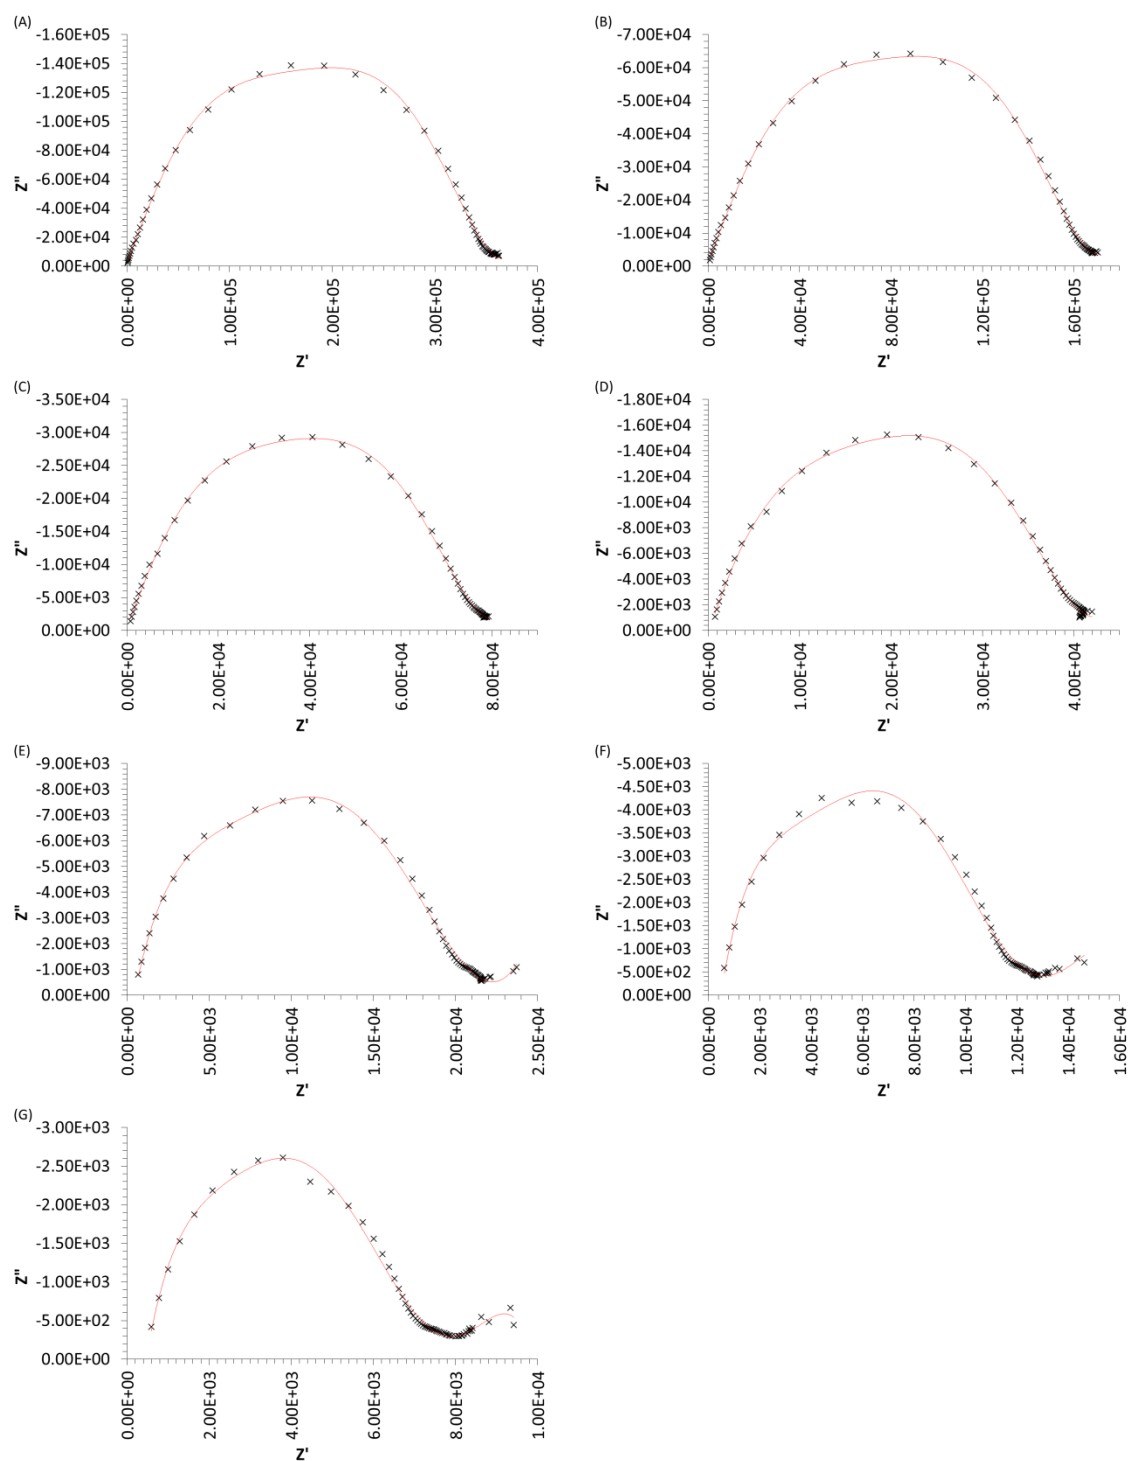 (A)
-1.60E+05
-1.40E+05
-1.20E+05
-1.00E+05
-8.00E+04
-6.00E+04
-4.00E+04
-2.00E+04
0.00E+00
Z''
0.00E+00
1.00E+05
2.00E+05
3.00E+05
4.00E+05
Z'
(B)
-7.00E+04
-6.00E+04
-5.00E+04
-4.00E+04
-3.00E+04
-2.00E+04
-1.00E+04
0.00E+00
Z''
0.00E+00
4.00E+04
8.00E+04
1.20E+05
1.60E+05
Z'
(C)
-3.50E+04
-3.00E+04
-2.50E+04
-2.00E+04
-1.50E+04
-1.00E+04
-5.00E+03
0.00E+00
Z''
0.00E+00
2.00E+04
4.00E+04
6.00E+04
8.00E+04
Z'
(D)
-1.80E+04
-1.60E+04
-1.40E+04
-1.20E+04
-1.00E+04
-8.00E+03
-6.00E+03
-4.00E+03
-2.00E+03
0.00E+00
Z''
0.00E+00
1.00E+04
2.00E+04
3.00E+04
4.00E+04
Z'
(E)
-9.00E+03
-8.00E+03
-7.00E+03
-6.00E+03
-5.00E+03
-4.00E+03
-3.00E+03
-2.00E+03
-1.00E+03
0.00E+00
Z''
0.00E+00
5.00E+03
1.00E+04
1.50E+04
2.00E+04
2.50E+04
Z'
(F)
-5.00E+03
-4.50E+03
-4.00E+03
-3.50E+03
-3.00E+03
-2.50E+03
-2.00E+03
-1.50E+03
-1.00E+03
-5.00E+02
0.00E+00
Z''
0.00E+00
2.00E+03
4.00E+03
6.00E+03
8.00E+03
1.00E+04
1.20E+04
1.40E+04
1.60E+04
Z'
(G)
-3.00E+03
-2.50E+03
-2.00E+03
-1.50E+03
-1.00E+03
-5.00E+02
0.00E+00
Z''
0.00E+00
2.00E+03
4.00E+03
6.00E+03
8.00E+03
1.00E+04
Z'